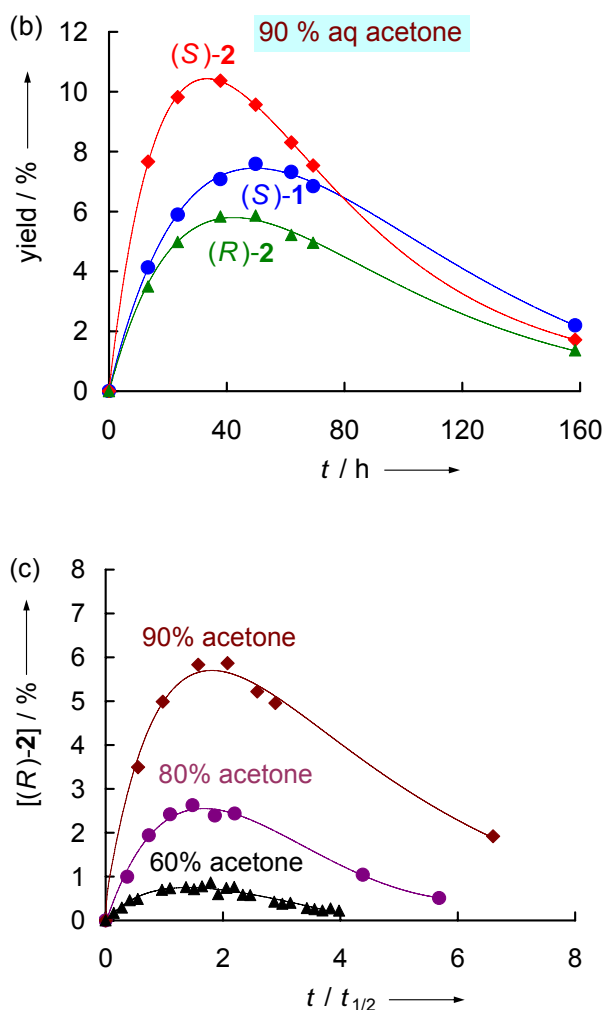 (b)
90 % aq acetone
12
10
8
6
4
2
0
yield / %
(S)-2
(S)-1
(R)-2
0 40 80 120 160
t / h
(c)
8
7
6
5
4
3
2
1
0
[(R)-2] / %
90% acetone
80% acetone
60% acetone
0 2 4 6 8
t / t1/2